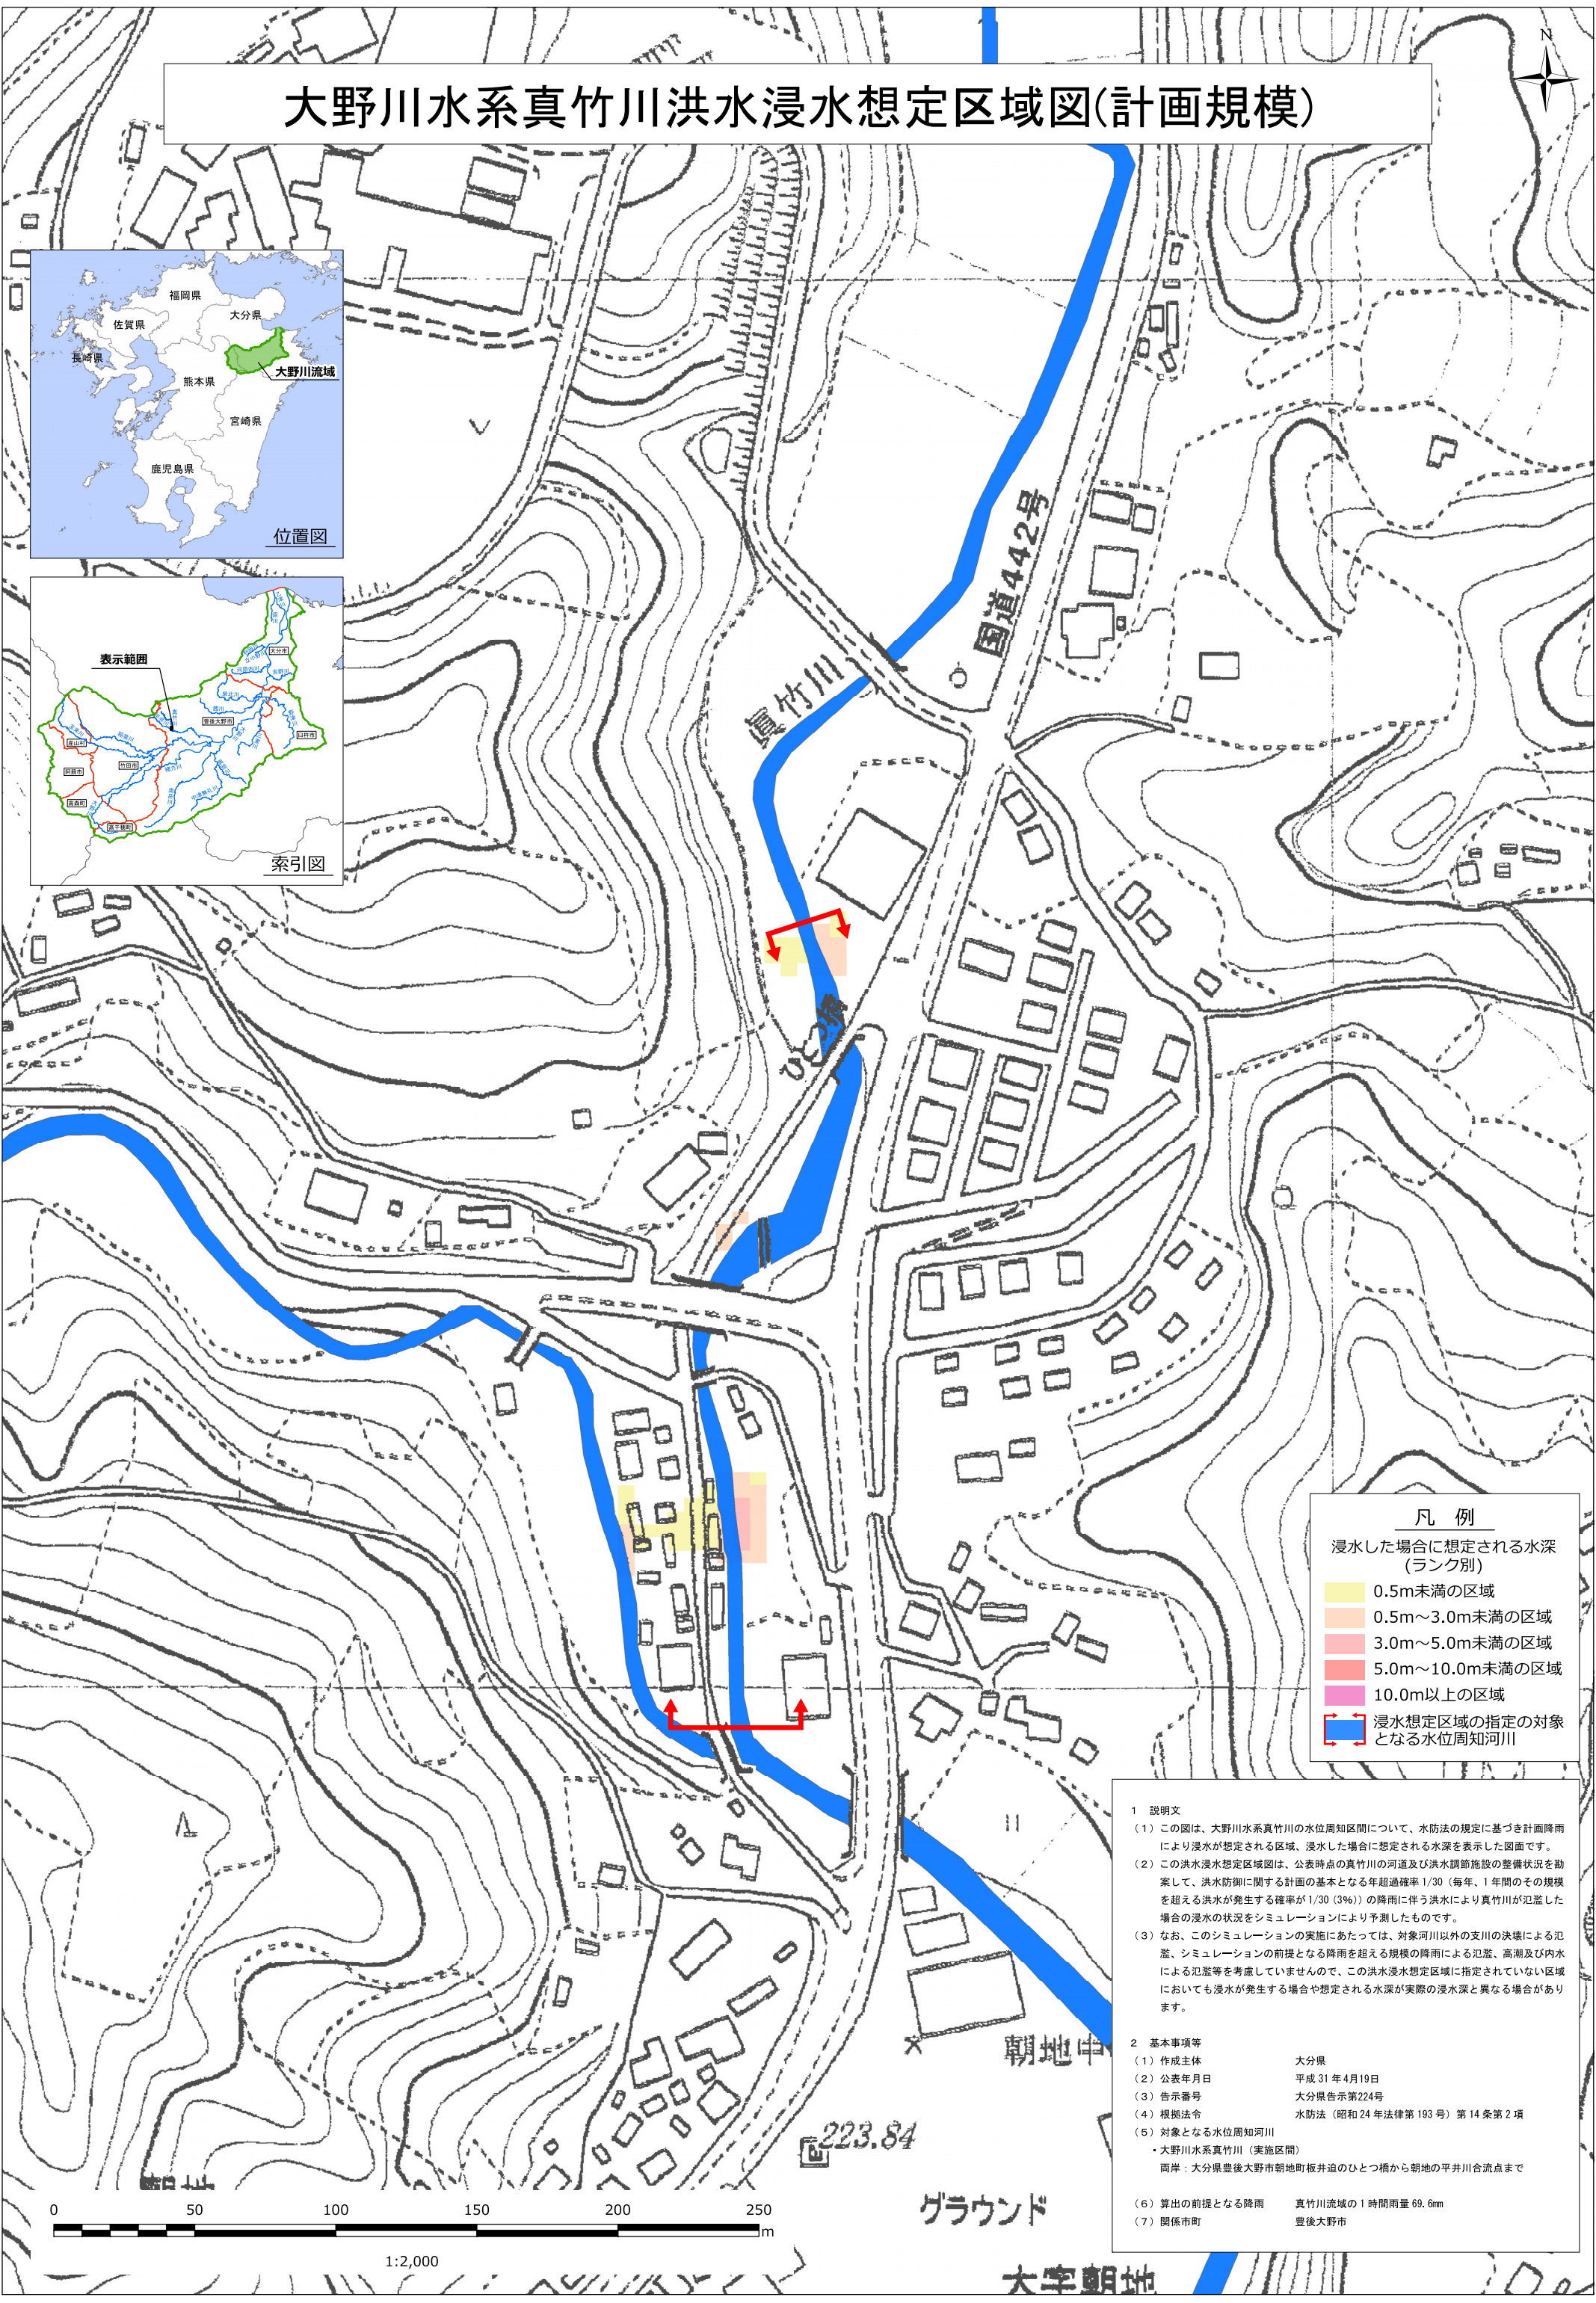 大野川水系真竹川洪水浸水想定区域図(計画規模)
N
福岡県
佐賀県
大分県
長崎県
大野川流域
熊本県
宮崎県
鹿児島県
位置図
表示範囲
大分市
豊後大野市
臼杵市
産山村
竹田市
阿蘇市
高森町
高千穂町
索引図
国道442号
眞竹川
ひとつ橋
凡 例
浸水した場合に想定される水深
(ランク別)
0.5m未満の区域
0.5m～3.0m未満の区域
3.0m～5.0m未満の区域
5.0m～10.0m未満の区域
10.0m以上の区域
浸水想定区域の指定の対象
となる水位周知河川
1 説明文
（1）この図は、大野川水系真竹川の水位周知区間について、水防法の規定に基づき計画降雨
により浸水が想定される区域、浸水した場合に想定される水深を表示した図面です。
（2）この洪水浸水想定区域図は、公表時点の真竹川の河道及び洪水調節施設の整備状況を勘
案して、洪水防御に関する計画の基本となる年超過確率 1/30（毎年、1 年間のその規模
を超える洪水が発生する確率が 1/30（3%））の降雨に伴う洪水により真竹川が氾濫した
場合の浸水の状況をシミュレーションにより予測したものです。
（3）なお、このシミュレーションの実施にあたっては、対象河川以外の支川の決壊による氾
濫、シミュレーションの前提となる降雨を超える規模の降雨による氾濫、高潮及び内水
による氾濫等を考慮していませんので、この洪水浸水想定区域に指定されていない区域
においても浸水が発生する場合や想定される水深が実際の浸水深と異なる場合があり
ます。
2 基本事項等
（1）作成主体 大分県
（2）公表年月日 平成 31 年 4月19日
（3）告示番号 大分県告示第224号
（4）根拠法令 水防法（昭和 24 年法律第 193 号）第 14 条第 2 項
（5）対象となる水位周知河川
・大野川水系真竹川（実施区間）
両岸：大分県豊後大野市朝地町板井迫のひとつ橋から朝地の平井川合流点まで
（6）算出の前提となる降雨 真竹川流域の 1 時間雨量 69.6mm
（7）関係市町 豊後大野市
朝地中
223.84
グラウンド
大字朝地
0 50 100 150 200 250
m
1:2,000